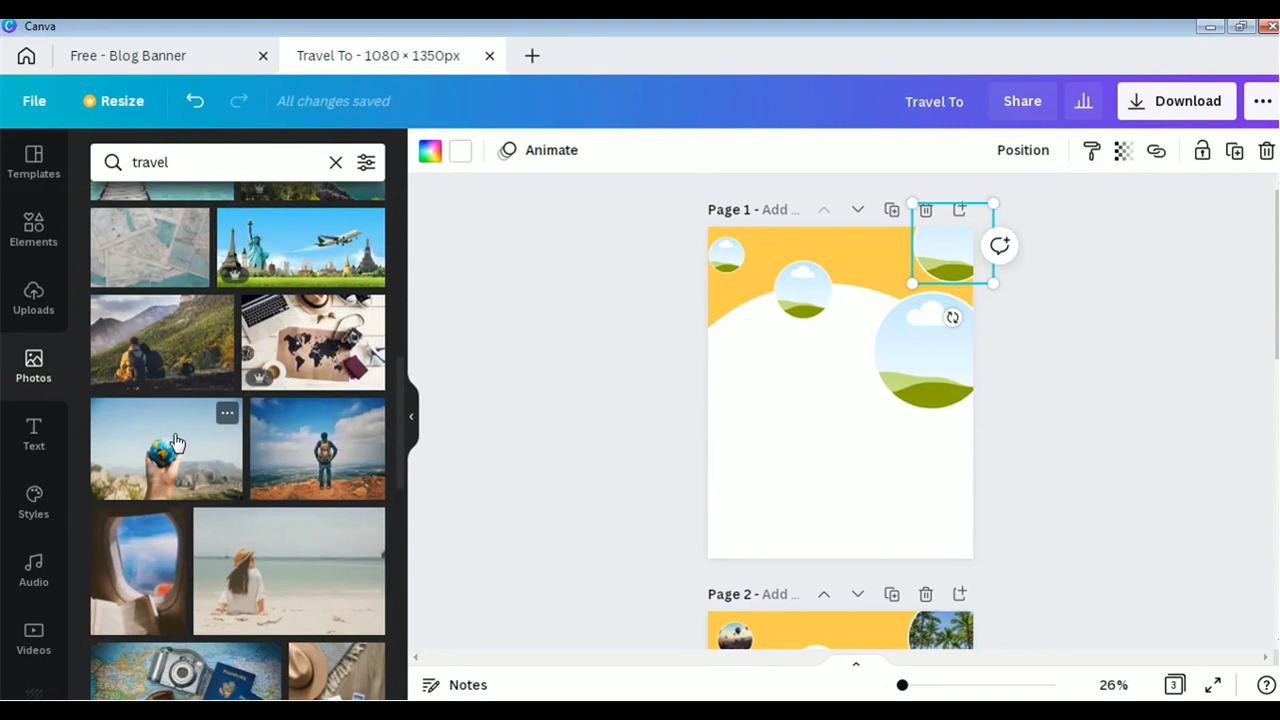 Canva
Free - Blog Banner
Travel To - 1080 × 1350px
File
Resize
All changes saved
Travel To
Share
Download
travel
Animate
Position
Templates
Elements
Uploads
Photos
Text
Styles
Audio
Videos
Page 1 - Add ...
Page 2 - Add ...
Notes
26%
3